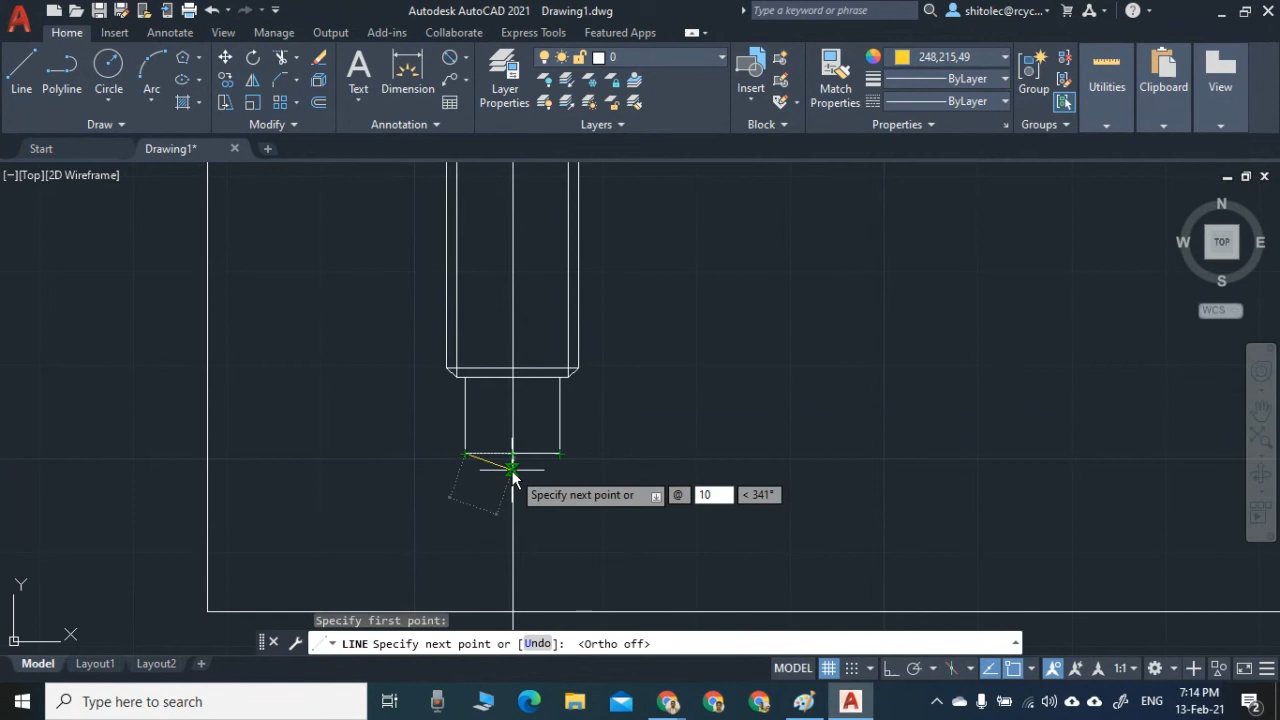 Autodesk AutoCAD 2021 Drawing1.dwg
Type a keyword or phrase
shitolec@rcyc...
Home Insert Annotate View Manage Output Add-ins Collaborate Express Tools Featured Apps
Line Polyline Circle Arc
Text Dimension
Layer Properties
0
Insert
Match Properties
248,215,49
ByLayer
ByLayer
Group
Utilities
Clipboard
View
Draw Modify Annotation Layers Block Properties Groups
Start Drawing1*
[−][Top][2D Wireframe]
N
W TOP E
S
WCS
Specify next point or @ 10 < 341°
Y
X
Specify first point:
LINE Specify next point or [Undo]: <Ortho off>
Model Layout1 Layout2
MODEL 1:1
Type here to search
ENG
7:14 PM
13-Feb-21
2